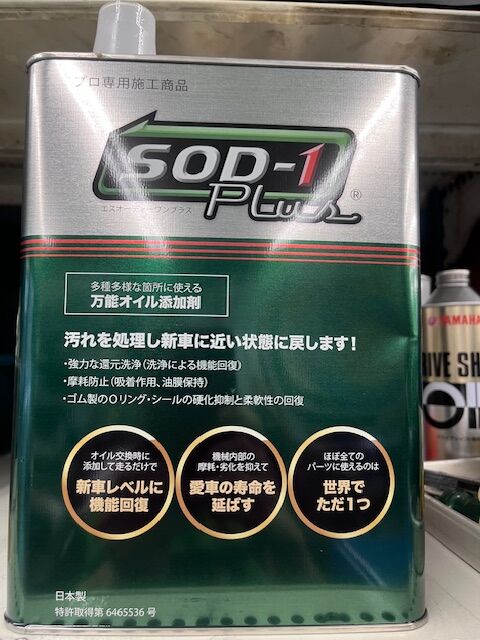 プロ専用施工商品
SOD-1
Plus®
エスオーディーワンプラス
多種多様な箇所に使える
万能オイル添加剤
汚れを処理し新車に近い状態に戻します！
・強力な還元洗浄（洗浄による機能回復）
・摩耗防止（吸着作用、油膜保持）
・ゴム製のOリング・シールの硬化抑制と柔軟性の回復
オイル交換時に
添加して走るだけで
新車レベルに
機能回復
機械内部の
摩耗・劣化を抑えて
愛車の寿命を
延ばす
ほぼ全ての
パーツに使えるのは
世界で
ただ1つ
日本製
特許取得第 6465536 号
YAMAHA
RIVE SH